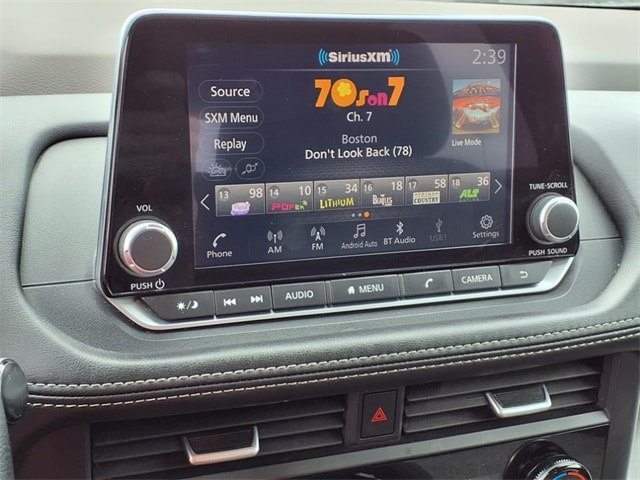 SiriusXM
2:39
70s on 7
Ch. 7
Source
SXM Menu
Replay
Boston
Don't Look Back (78)
Live Mode
13 98 14 10 15 34 16 18 17 58 18 36
POP LITHIUM BEATLES COUNTRY ALT
Phone AM FM Android Auto BT Audio USB1 Settings
VOL
PUSH
TUNE·SCROLL
PUSH SOUND
AUDIO MENU CAMERA